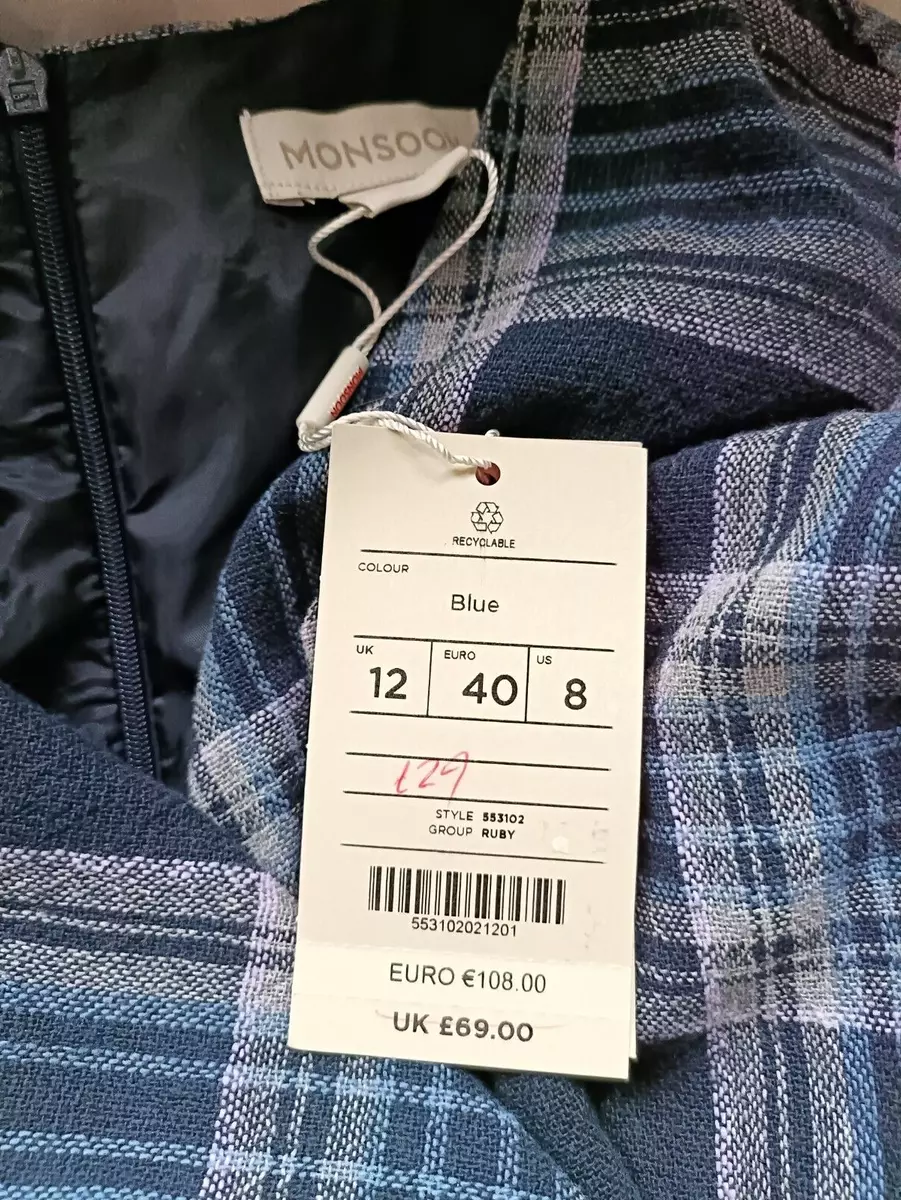 MONSOON
MONSOON
RECYCLABLE
COLOUR
Blue
UK EURO US
12 40 8
£29
STYLE 553102
GROUP RUBY
553102021201
EURO €108.00
UK £69.00